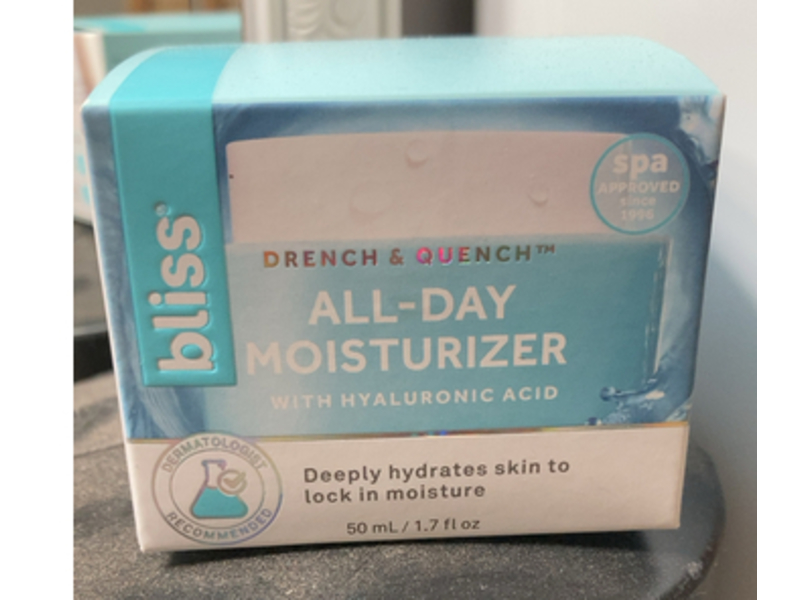 bliss®
spa
APPROVED
since
1996
DRENCH & QUENCH™
ALL-DAY
MOISTURIZER
WITH HYALURONIC ACID
DERMATOLOGIST
RECOMMENDED
Deeply hydrates skin to
lock in moisture
50 mL / 1.7 fl oz